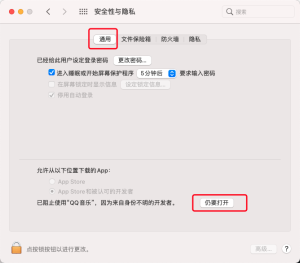 安全性与隐私
搜索
通用 文件保险箱 防火墙 隐私
已经给此用户设定登录密码 更改密码...
进入睡眠或开始屏幕保护程序 5分钟后 要求输入密码
在屏幕锁定时显示信息 设定锁定信息...
停用自动登录
允许从以下位置下载的App:
App Store
App Store和被认可的开发者
已阻止使用“QQ音乐”，因为来自身份不明的开发者。 仍要打开
点按锁按钮以进行更改。
高级... ?